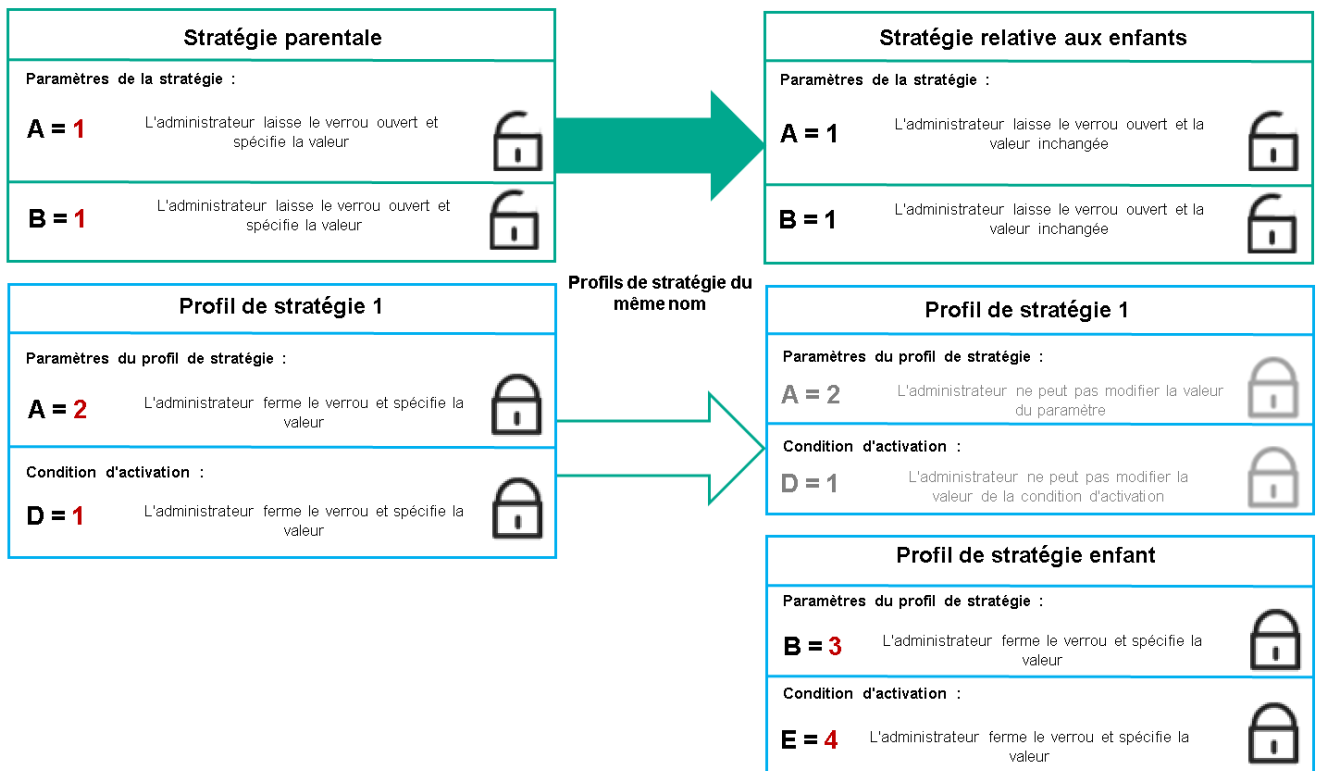 Stratégie parentale
Paramètres de la stratégie :
A = 1
L'administrateur laisse le verrou ouvert et
spécifie la valeur
B = 1
L'administrateur laisse le verrou ouvert et
spécifie la valeur
Stratégie relative aux enfants
Paramètres de la stratégie :
A = 1
L'administrateur laisse le verrou ouvert et la
valeur inchangée
B = 1
L'administrateur laisse le verrou ouvert et la
valeur inchangée
Profils de stratégie du
même nom
Profil de stratégie 1
Paramètres du profil de stratégie :
A = 2
L'administrateur ferme le verrou et spécifie la
valeur
Condition d'activation :
D = 1
L'administrateur ferme le verrou et spécifie la
valeur
Profil de stratégie 1
Paramètres du profil de stratégie :
A = 2
L'administrateur ne peut pas modifier la valeur
du paramètre
Condition d'activation :
D = 1
L'administrateur ne peut pas modifier la
valeur de la condition d'activation
Profil de stratégie enfant
Paramètres du profil de stratégie :
B = 3
L'administrateur ferme le verrou et spécifie la
valeur
Condition d'activation :
E = 4
L'administrateur ferme le verrou et spécifie la
valeur